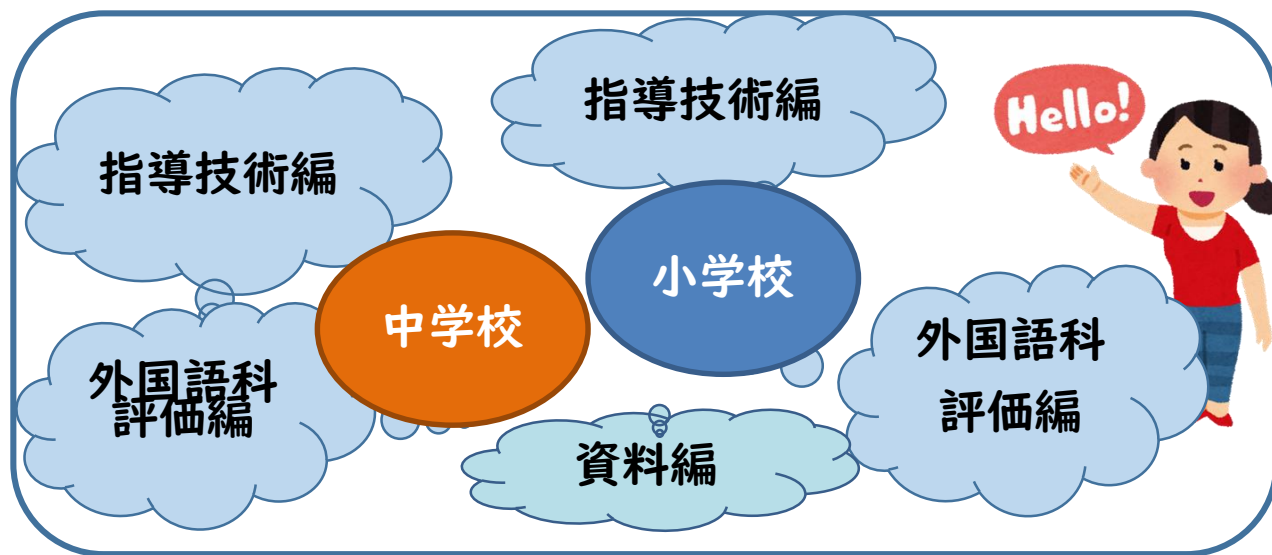 指導技術編
指導技術編
Hello!
小学校
中学校
外国語科
評価編
外国語科
評価編
資料編